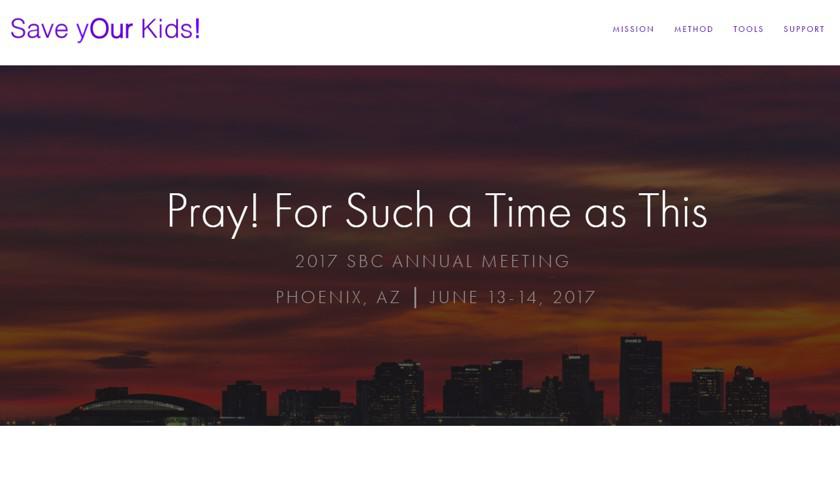 Save yOur Kids!
MISSION METHOD TOOLS SUPPORT
Pray! For Such a Time as This
2017 SBC ANNUAL MEETING
PHOENIX, AZ | JUNE 13-14, 2017